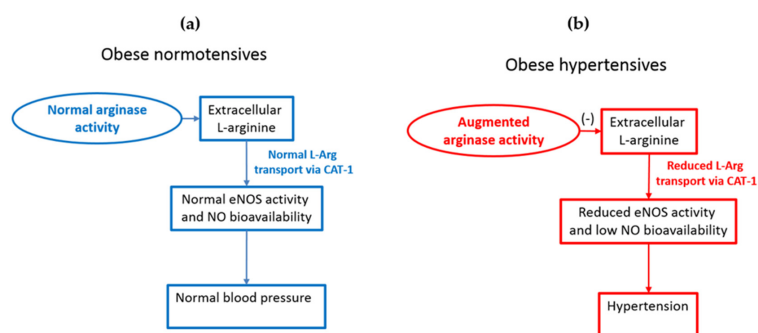 (a)
Obese normotensives
Normal arginase
activity
Extracellular
L-arginine
Normal L-Arg
transport via CAT-1
Normal eNOS activity
and NO bioavailability
Normal blood pressure
(b)
Obese hypertensives
Augmented
arginase activity
(-)
Extracellular
L-arginine
Reduced L-Arg
transport via CAT-1
Reduced eNOS activity
and low NO bioavailability
Hypertension